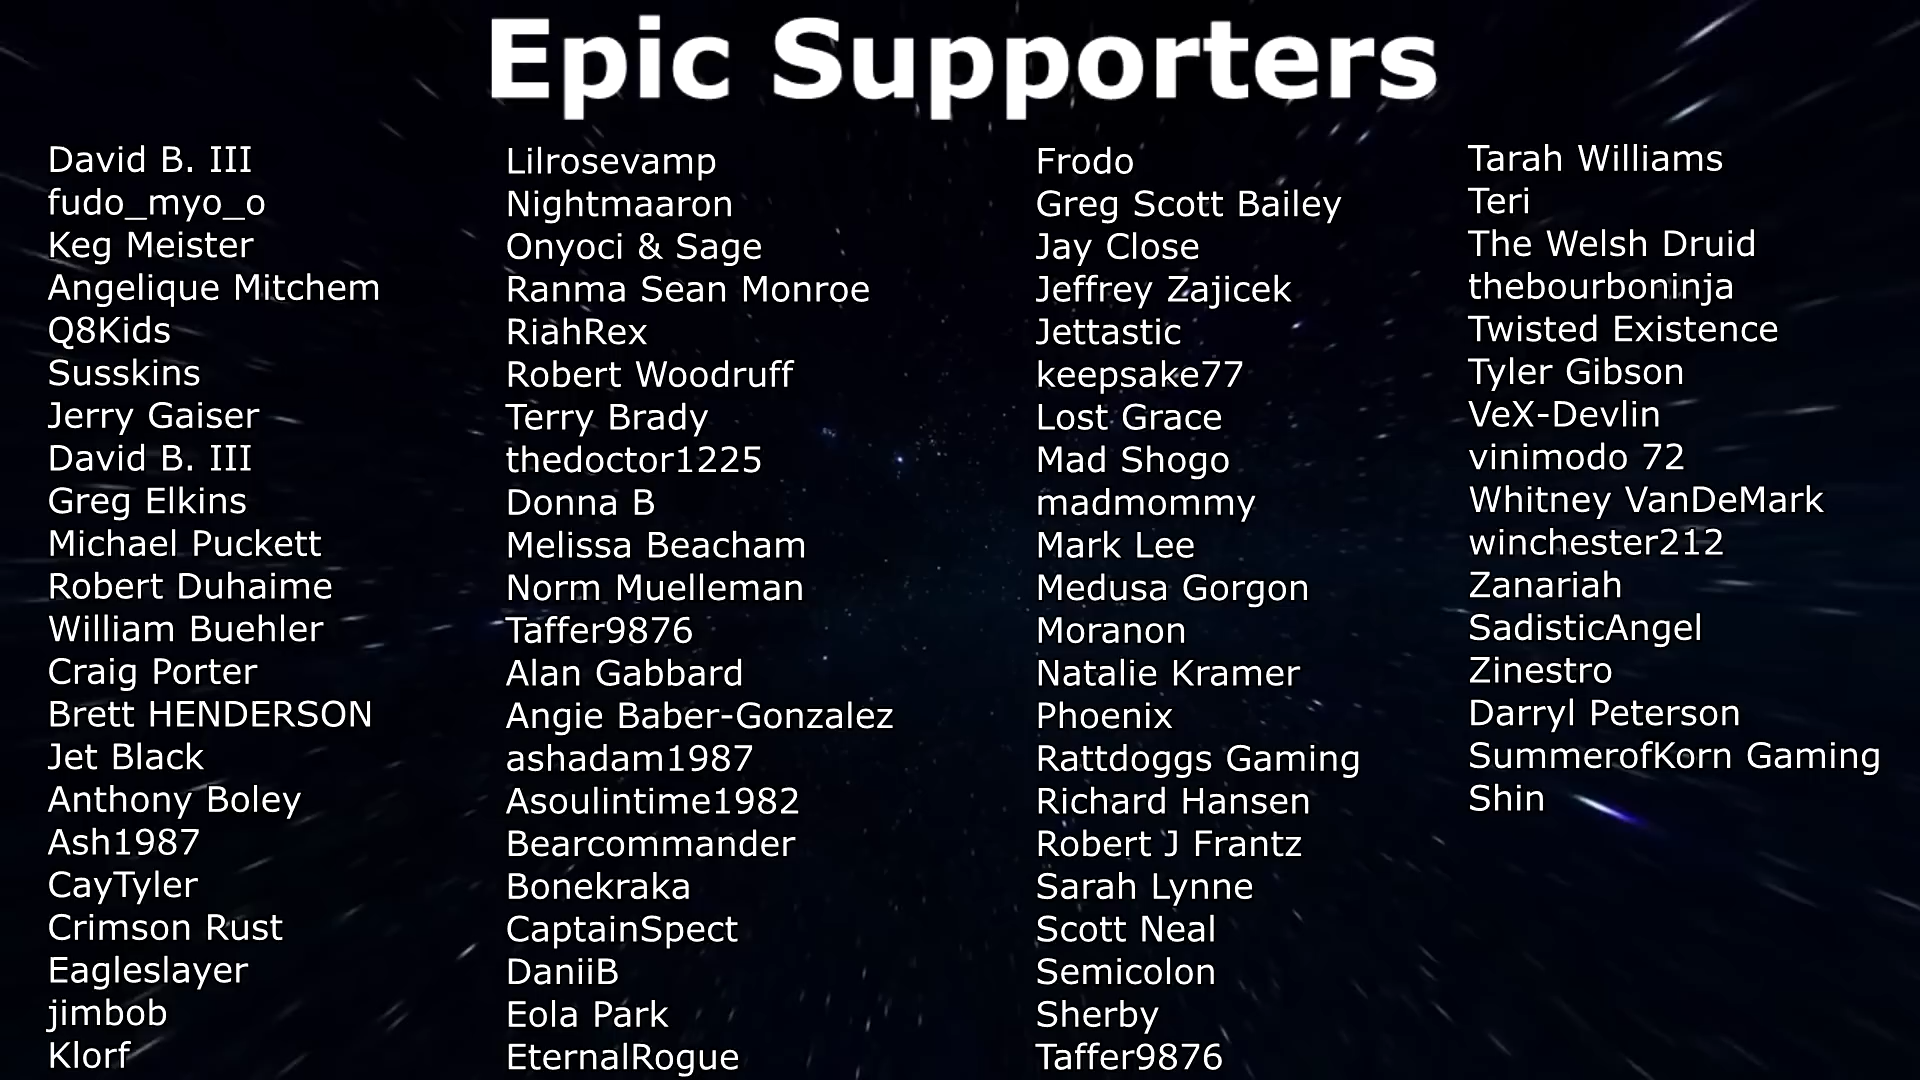 Epic Supporters
David B. III
fudo_myo_o
Keg Meister
Angelique Mitchem
Q8Kids
Susskins
Jerry Gaiser
David B. III
Greg Elkins
Michael Puckett
Robert Duhaime
William Buehler
Craig Porter
Brett HENDERSON
Jet Black
Anthony Boley
Ash1987
CayTyler
Crimson Rust
Eagleslayer
jimbob
Klorf
Lilrosevamp
Nightmaaron
Onyoci & Sage
Ranma Sean Monroe
RiahRex
Robert Woodruff
Terry Brady
thedoctor1225
Donna B
Melissa Beacham
Norm Muelleman
Taffer9876
Alan Gabbard
Angie Baber-Gonzalez
ashadam1987
Asoulintime1982
Bearcommander
Bonekraka
CaptainSpect
DaniiB
Eola Park
EternalRogue
Frodo
Greg Scott Bailey
Jay Close
Jeffrey Zajicek
Jettastic
keepsake77
Lost Grace
Mad Shogo
madmommy
Mark Lee
Medusa Gorgon
Moranon
Natalie Kramer
Phoenix
Rattdoggs Gaming
Richard Hansen
Robert J Frantz
Sarah Lynne
Scott Neal
Semicolon
Sherby
Taffer9876
Tarah Williams
Teri
The Welsh Druid
thebourboninja
Twisted Existence
Tyler Gibson
VeX-Devlin
vinimodo 72
Whitney VanDeMark
winchester212
Zanariah
SadisticAngel
Zinestro
Darryl Peterson
SummerofKorn Gaming
Shin